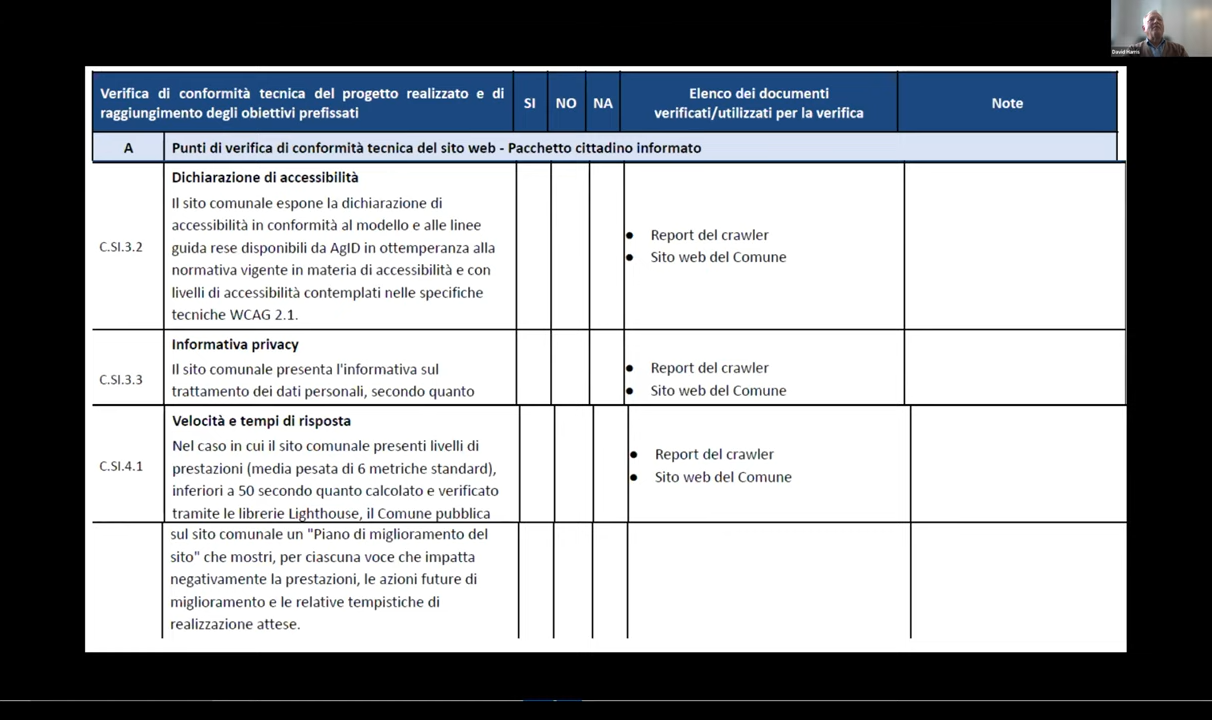 David Harris
Verifica di conformità tecnica del progetto realizzato e di
raggiungimento degli obiettivi prefissati
SI
NO
NA
Elenco dei documenti
verificati/utilizzati per la verifica
Note
A
Punti di verifica di conformità tecnica del sito web - Pacchetto cittadino informato
C.SI.3.2
Dichiarazione di accessibilità
Il sito comunale espone la dichiarazione di
accessibilità in conformità al modello e alle linee
guida rese disponibili da AgID in ottemperanza alla
normativa vigente in materia di accessibilità e con
livelli di accessibilità contemplati nelle specifiche
tecniche WCAG 2.1.
● Report del crawler
● Sito web del Comune
C.SI.3.3
Informativa privacy
Il sito comunale presenta l'informativa sul
trattamento dei dati personali, secondo quanto
● Report del crawler
● Sito web del Comune
C.SI.4.1
Velocità e tempi di risposta
Nel caso in cui il sito comunale presenti livelli di
prestazioni (media pesata di 6 metriche standard),
inferiori a 50 secondo quanto calcolato e verificato
tramite le librerie Lighthouse, il Comune pubblica
sul sito comunale un "Piano di miglioramento del
sito" che mostri, per ciascuna voce che impatta
negativamente la prestazioni, le azioni future di
miglioramento e le relative tempistiche di
realizzazione attese.
● Report del crawler
● Sito web del Comune